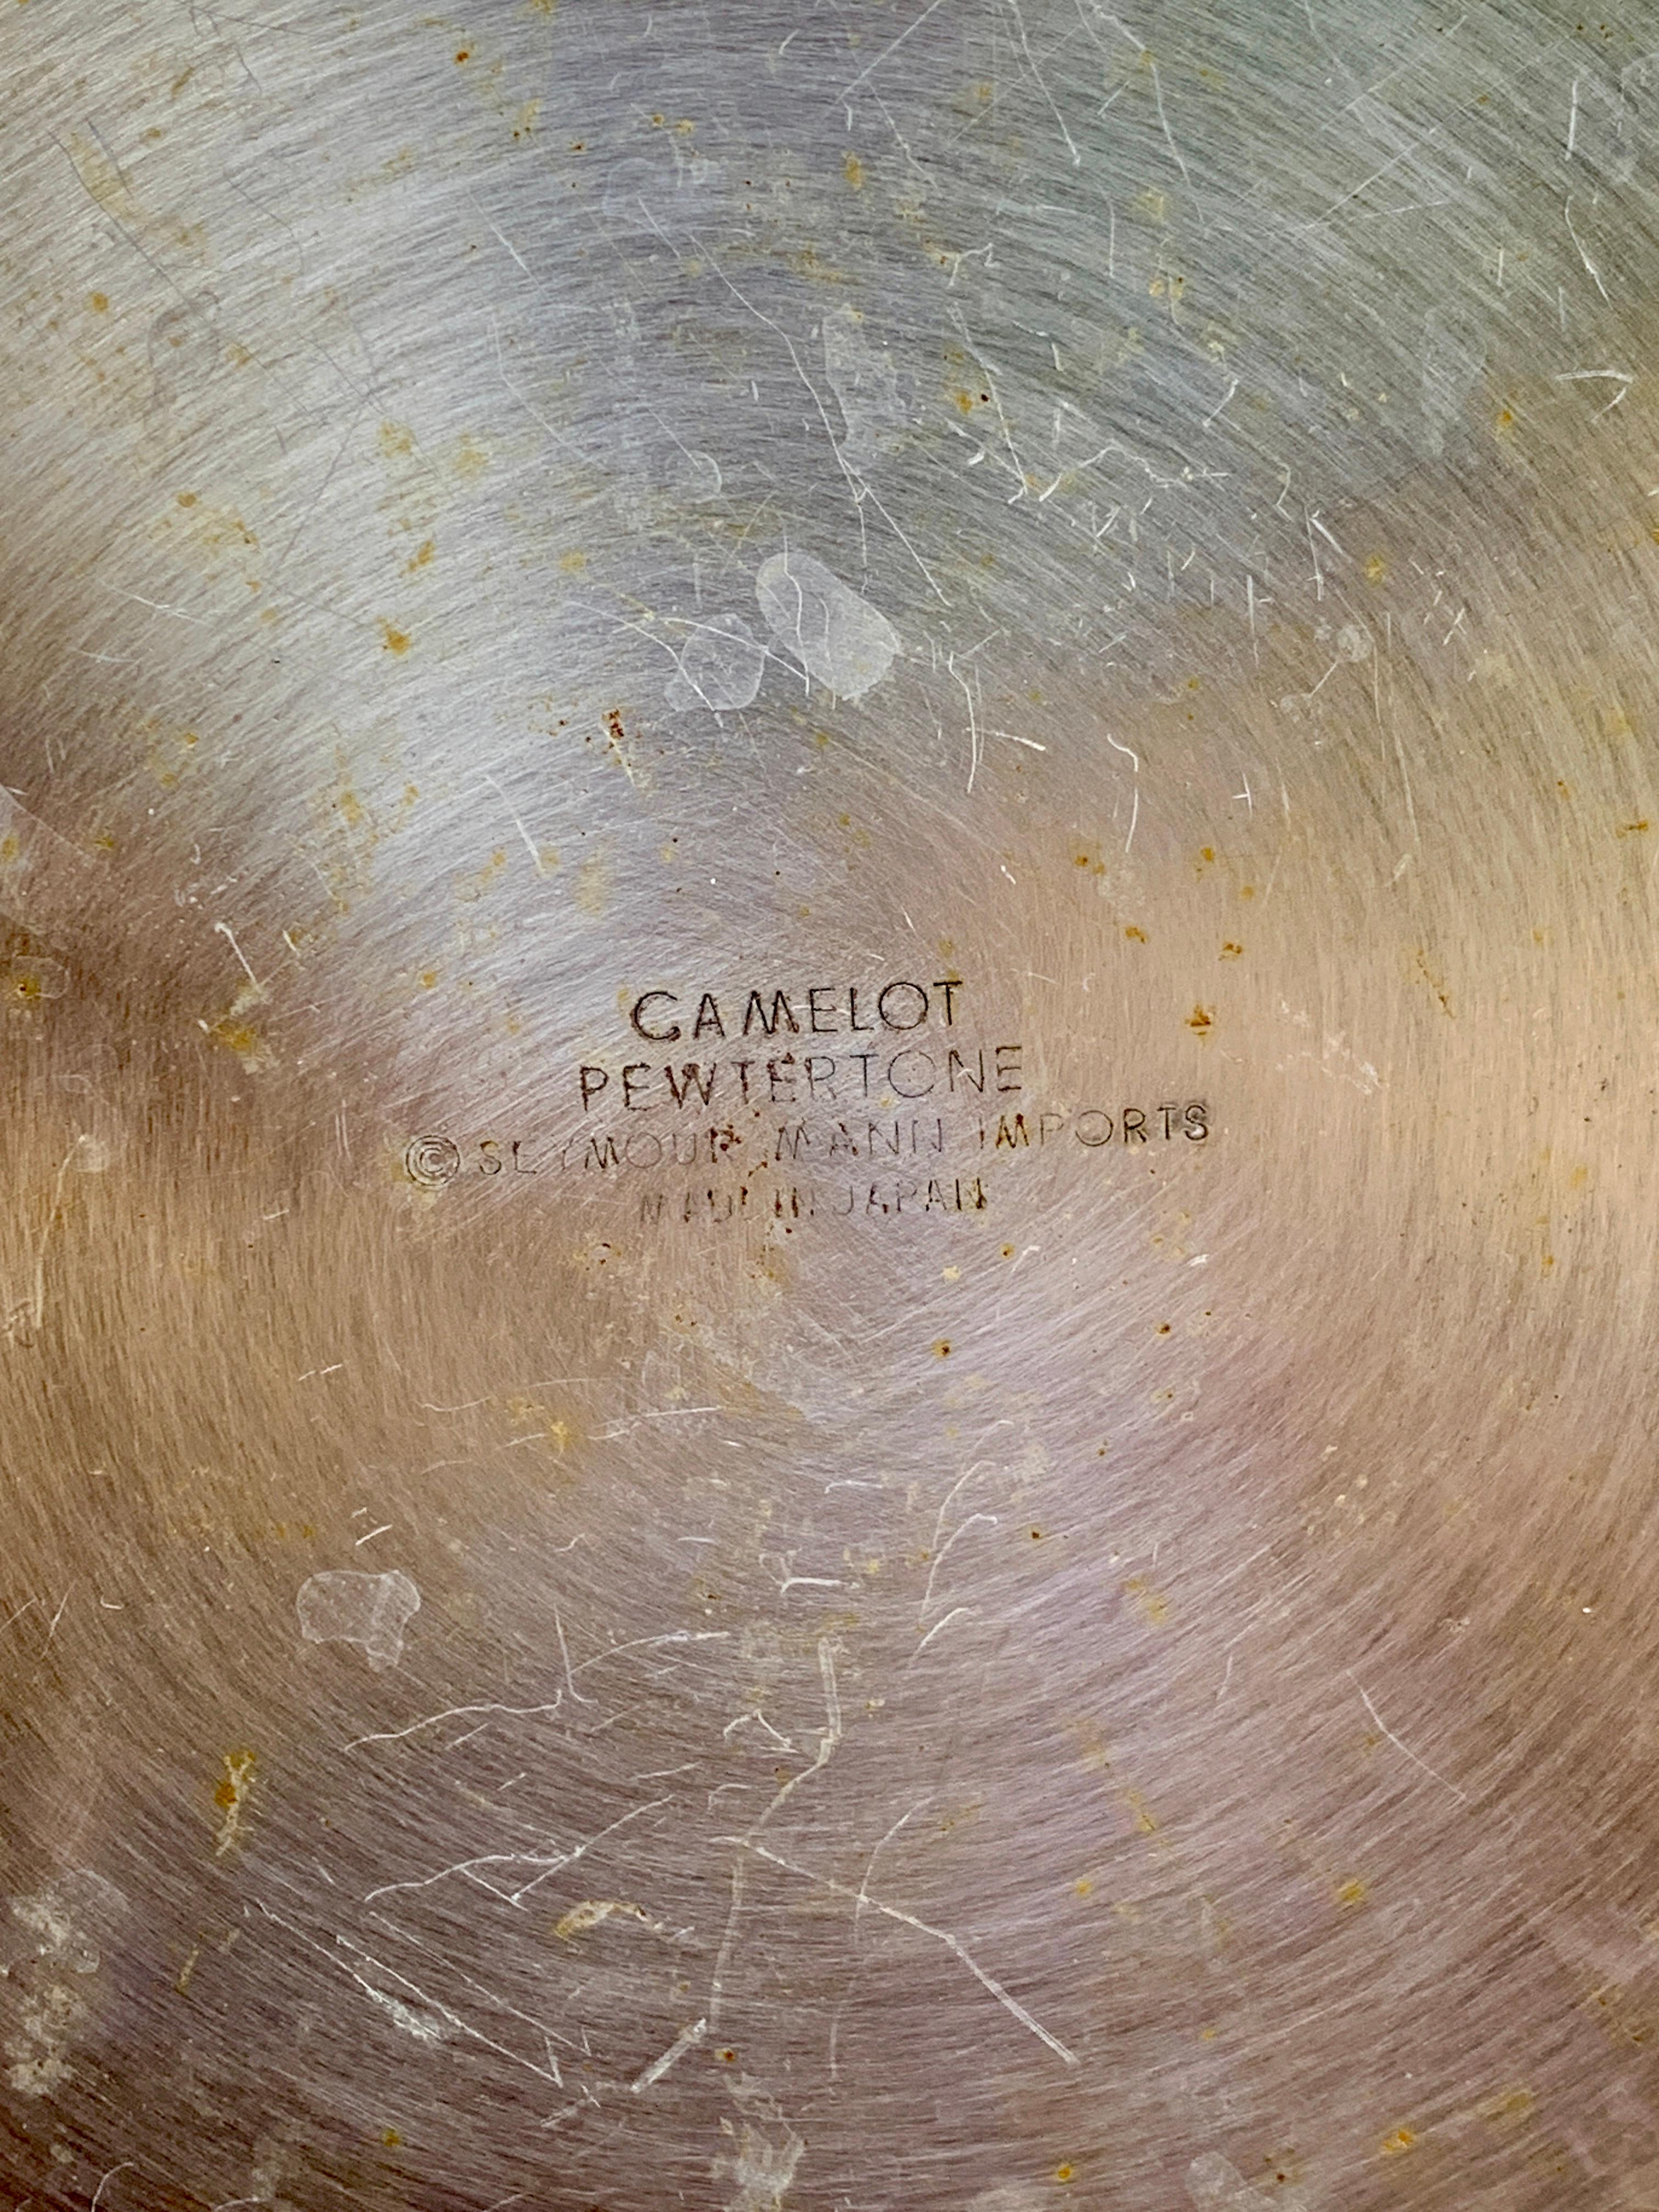 CAMELOT
PEWTERTONE
© SEYMOUR MANN IMPORTS
MADE IN JAPAN